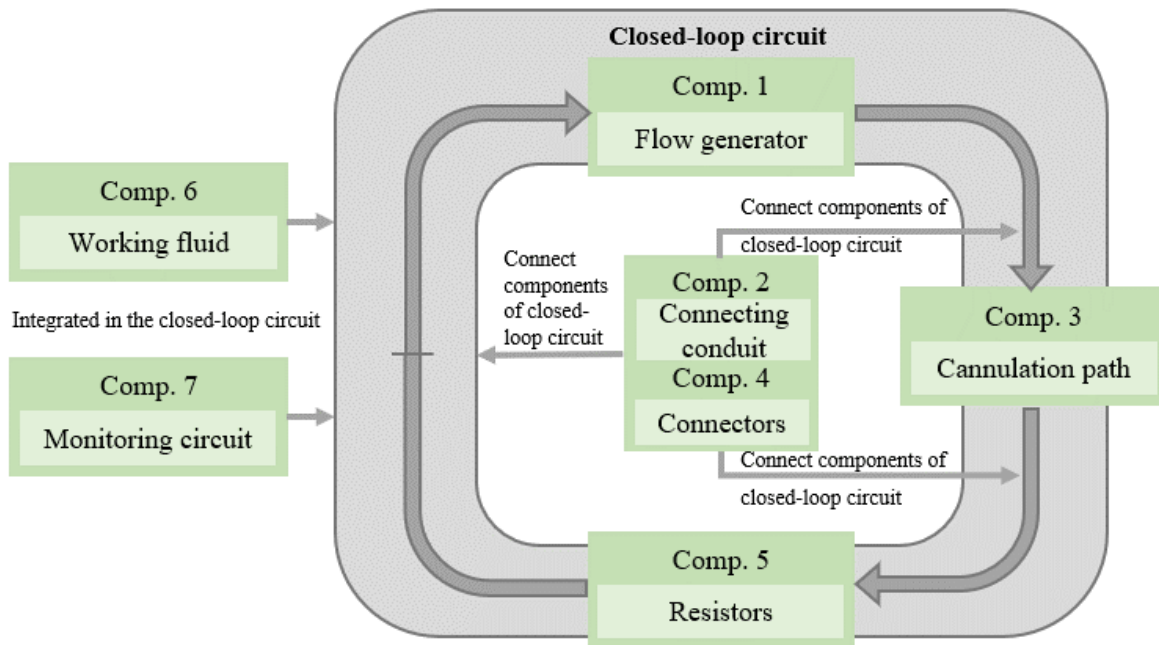 Closed-loop circuit
Comp. 1
Flow generator
Comp. 6
Working fluid
Integrated in the closed-loop circuit
Comp. 7
Monitoring circuit
Connect
components
of closed-
loop circuit
Connect components of
closed-loop circuit
Comp. 2
Connecting
conduit
Comp. 4
Connectors
Connect components of
closed-loop circuit
Comp. 3
Cannulation path
Comp. 5
Resistors